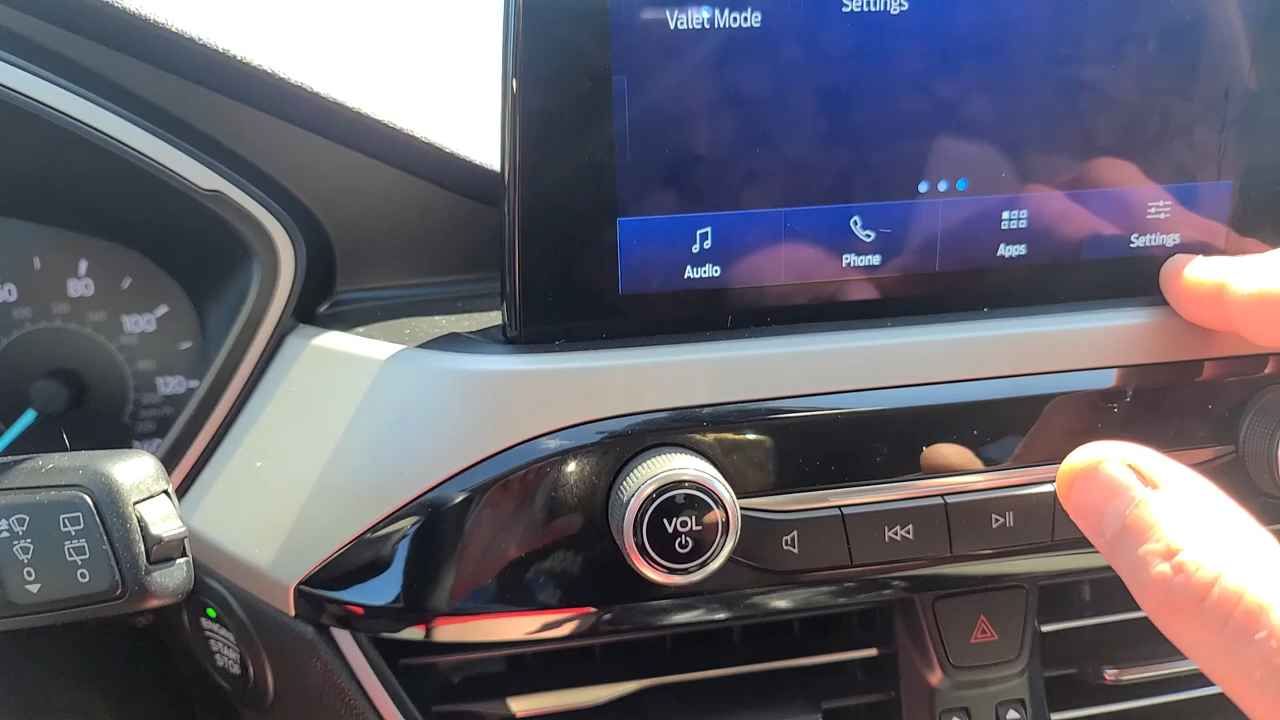 Valet Mode
Settings
Audio
Phone
Apps
Settings
80
100
120
VOL
ENGINE
START
STOP